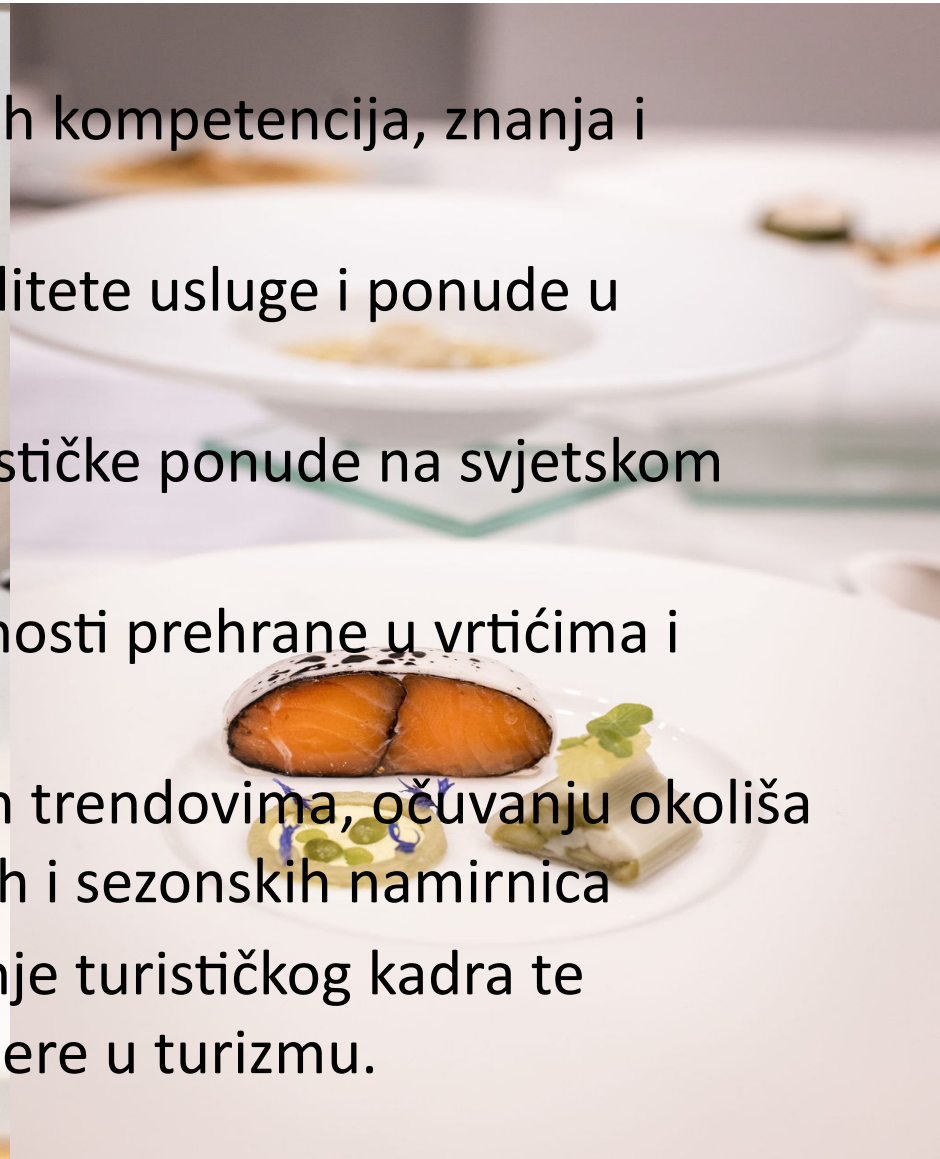 h kompetencija, znanja i
litete usluge i ponude u
stičke ponude na svjetskom
nosti prehrane u vrtićima i
trendovima, očuvanju okoliša
h i sezonskih namirnica
nje turističkog kadra te
ere u turizmu.